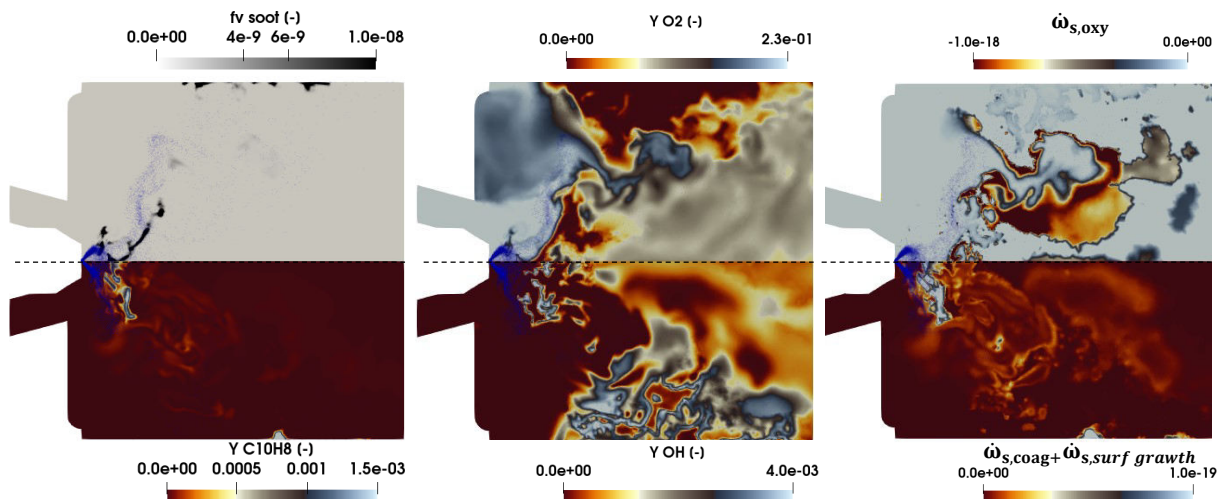 fv soot (-)
0.0e+00 4e-9 6e-9 1.0e-08
Y O2 (-)
0.0e+00 2.3e-01
ω̇s,oxy
-1.0e-18 0.0e+00
Y C10H8 (-)
0.0e+00 0.0005 0.001 1.5e-03
Y OH (-)
0.0e+00 4.0e-03
ω̇s,coag+ ω̇s,surf grawth
0.0e+00 1.0e-19